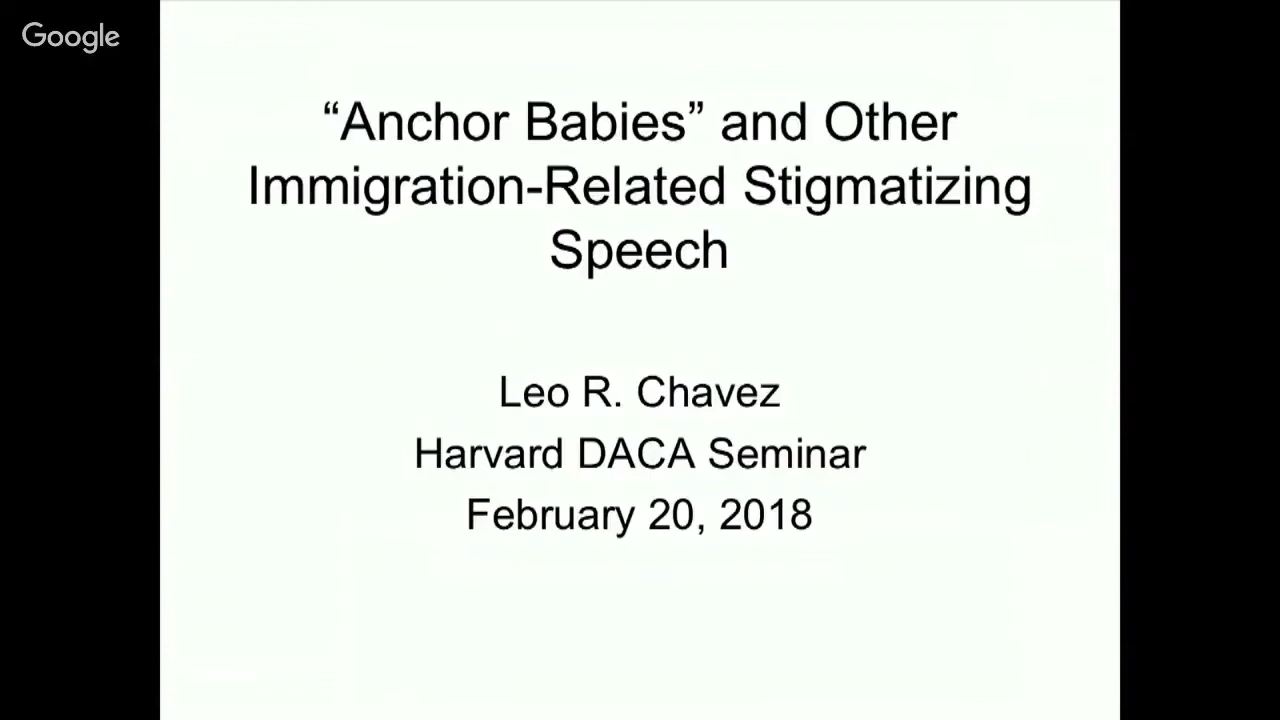 Google
“Anchor Babies” and Other
Immigration-Related Stigmatizing
Speech
Leo R. Chavez
Harvard DACA Seminar
February 20, 2018